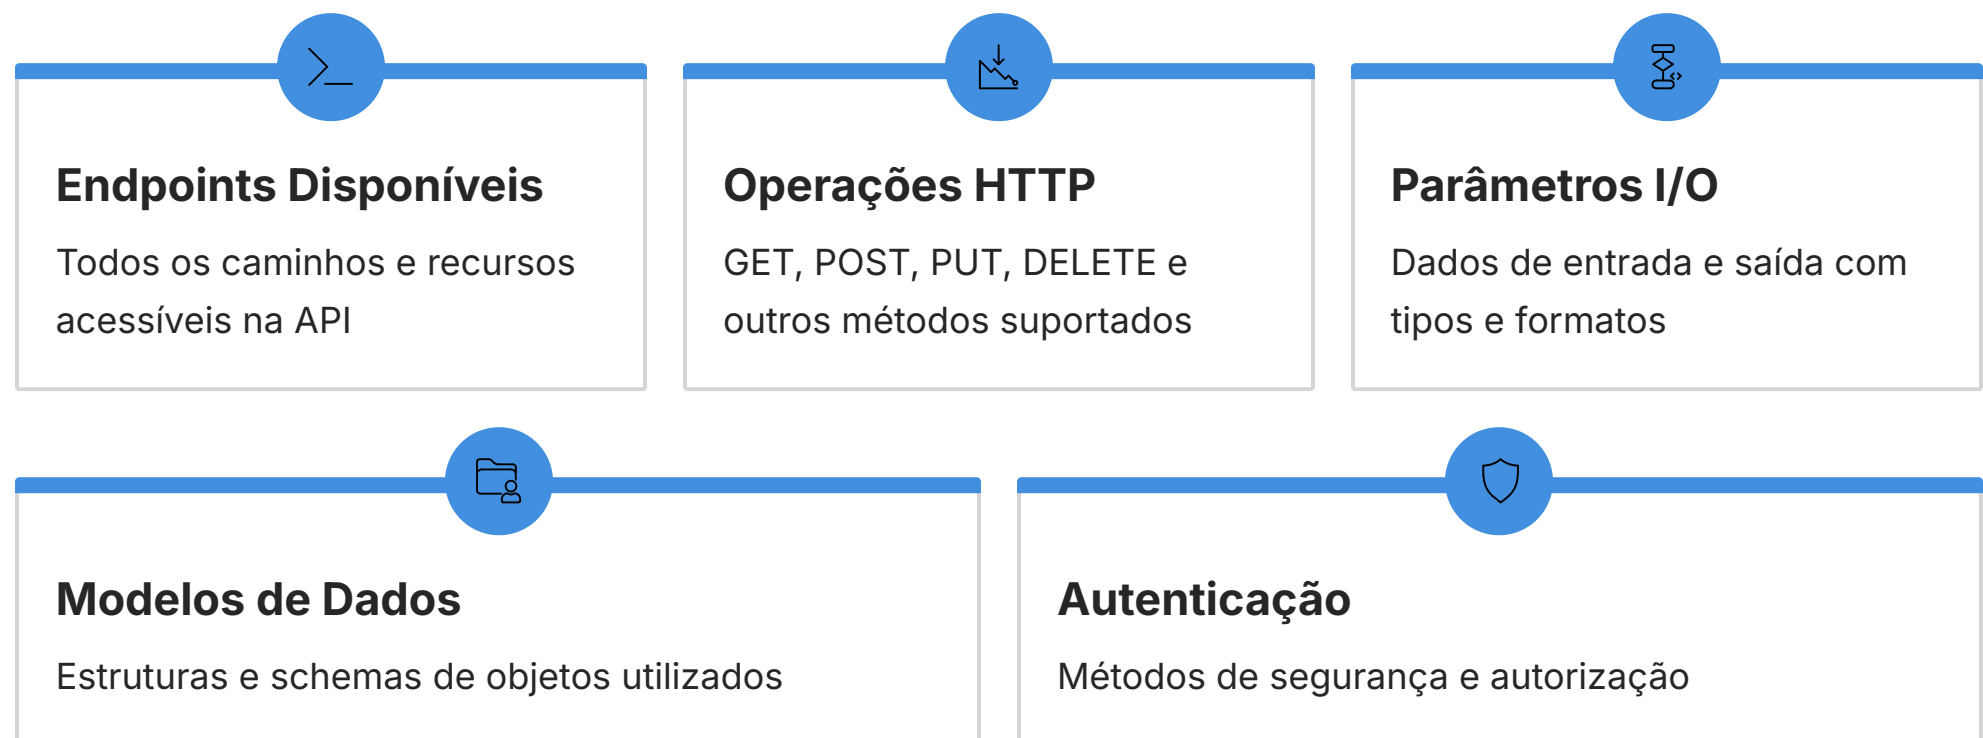 Endpoints Disponíveis
Todos os caminhos e recursos
acessíveis na API
Operações HTTP
GET, POST, PUT, DELETE e
outros métodos suportados
Parâmetros I/O
Dados de entrada e saída com
tipos e formatos
Modelos de Dados
Estruturas e schemas de objetos utilizados
Autenticação
Métodos de segurança e autorização